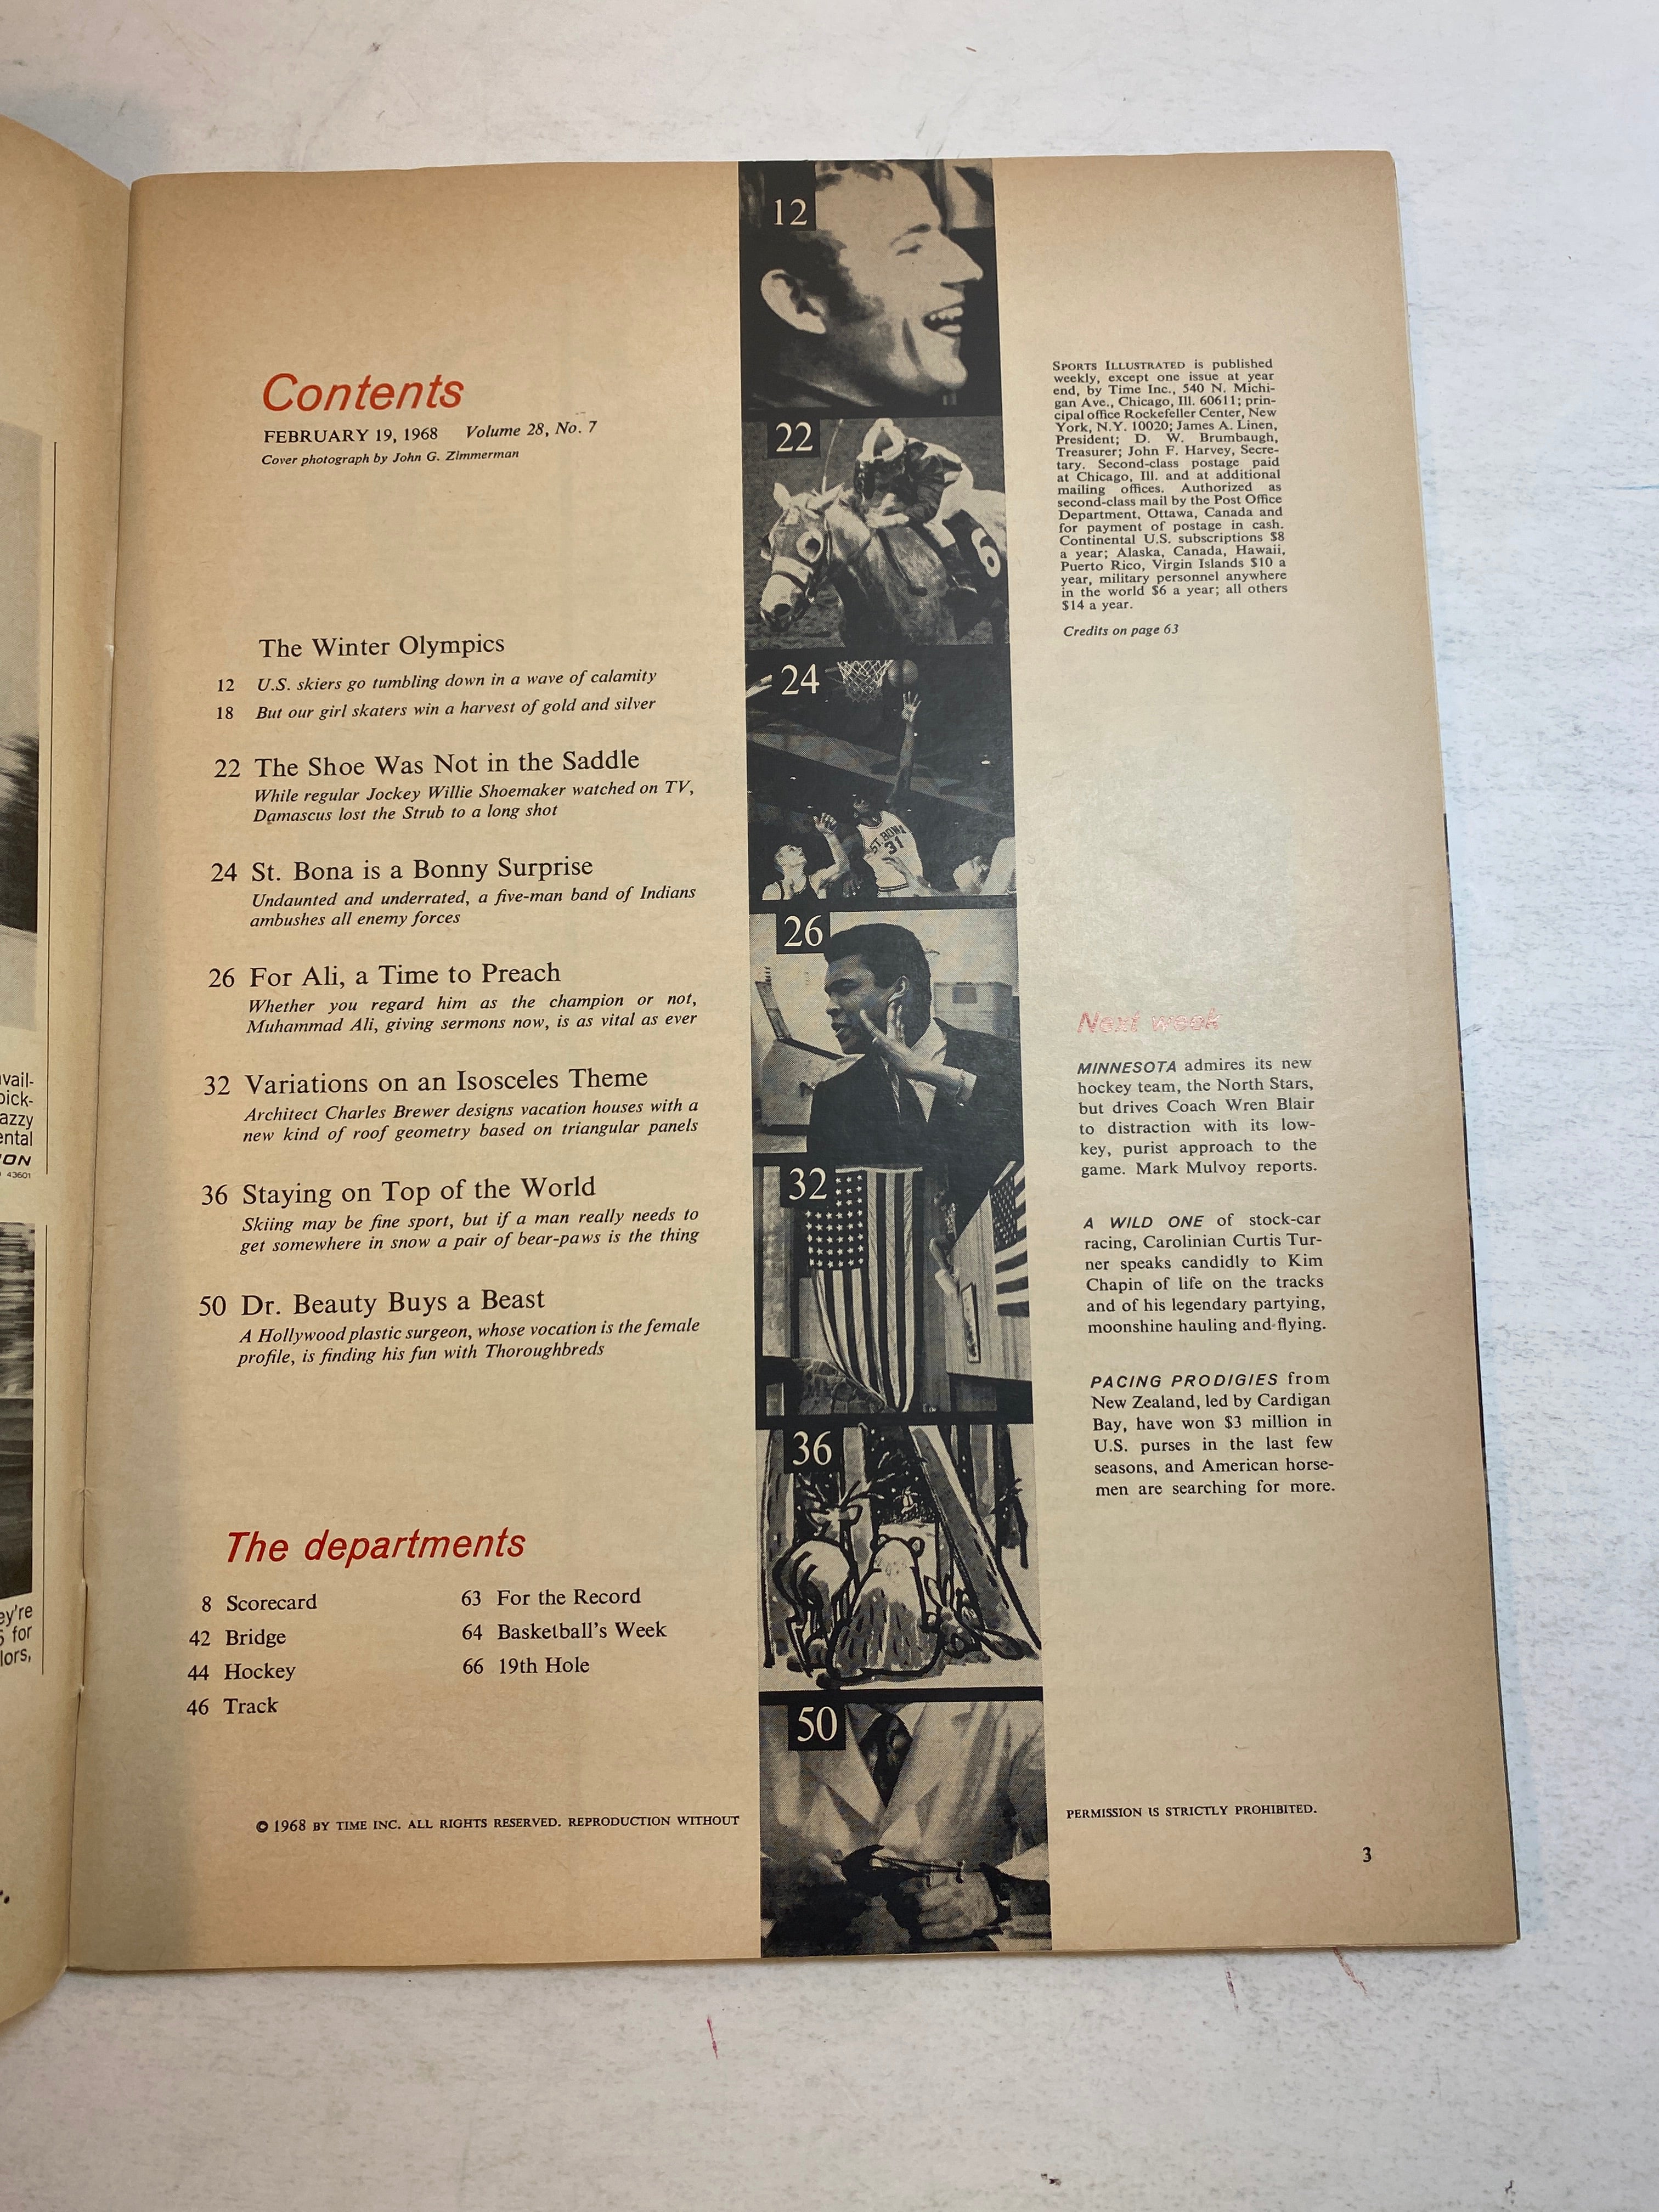 Contents
FEBRUARY 19, 1968 Volume 28, No. 7
Cover photograph by John G. Zimmerman
The Winter Olympics
12 U.S. skiers go tumbling down in a wave of calamity
18 But our girl skaters win a harvest of gold and silver
22 The Shoe Was Not in the Saddle
While regular Jockey Willie Shoemaker watched on TV,
Damascus lost the Strub to a long shot
24 St. Bona is a Bonny Surprise
Undaunted and underrated, a five-man band of Indians
ambushes all enemy forces
26 For Ali, a Time to Preach
Whether you regard him as the champion or not,
Muhammad Ali, giving sermons now, is as vital as ever
32 Variations on an Isosceles Theme
Architect Charles Brewer designs vacation houses with a
new kind of roof geometry based on triangular panels
36 Staying on Top of the World
Skiing may be fine sport, but if a man really needs to
get somewhere in snow a pair of bear-paws is the thing
50 Dr. Beauty Buys a Beast
A Hollywood plastic surgeon, whose vocation is the female
profile, is finding his fun with Thoroughbreds
The departments
8 Scorecard
42 Bridge
44 Hockey
46 Track
63 For the Record
64 Basketball's Week
66 19th Hole
© 1968 BY TIME INC. ALL RIGHTS RESERVED. REPRODUCTION WITHOUT
PERMISSION IS STRICTLY PROHIBITED.
12
22
6
24
ST. BONA
31
26
32
36
50
SPORTS ILLUSTRATED is published
weekly, except one issue at year
end, by Time Inc., 540 N. Michi-
gan Ave., Chicago, Ill. 60611; prin-
cipal office Rockefeller Center, New
York, N.Y. 10020; James A. Linen,
President; D. W. Brumbaugh,
Treasurer; John F. Harvey, Secre-
tary. Second-class postage paid
at Chicago, Ill. and at additional
mailing offices. Authorized as
second-class mail by the Post Office
Department, Ottawa, Canada and
for payment of postage in cash.
Continental U.S. subscriptions $8
a year; Alaska, Canada, Hawaii,
Puerto Rico, Virgin Islands $10 a
year, military personnel anywhere
in the world $6 a year; all others
$14 a year.
Credits on page 63
Next week
MINNESOTA admires its new
hockey team, the North Stars,
but drives Coach Wren Blair
to distraction with its low-
key, purist approach to the
game. Mark Mulvoy reports.
A WILD ONE of stock-car
racing, Carolinian Curtis Tur-
ner speaks candidly to Kim
Chapin of life on the tracks
and of his legendary partying,
moonshine hauling and flying.
PACING PRODIGIES from
New Zealand, led by Cardigan
Bay, have won $3 million in
U.S. purses in the last few
seasons, and American horse-
men are searching for more.
3
43601